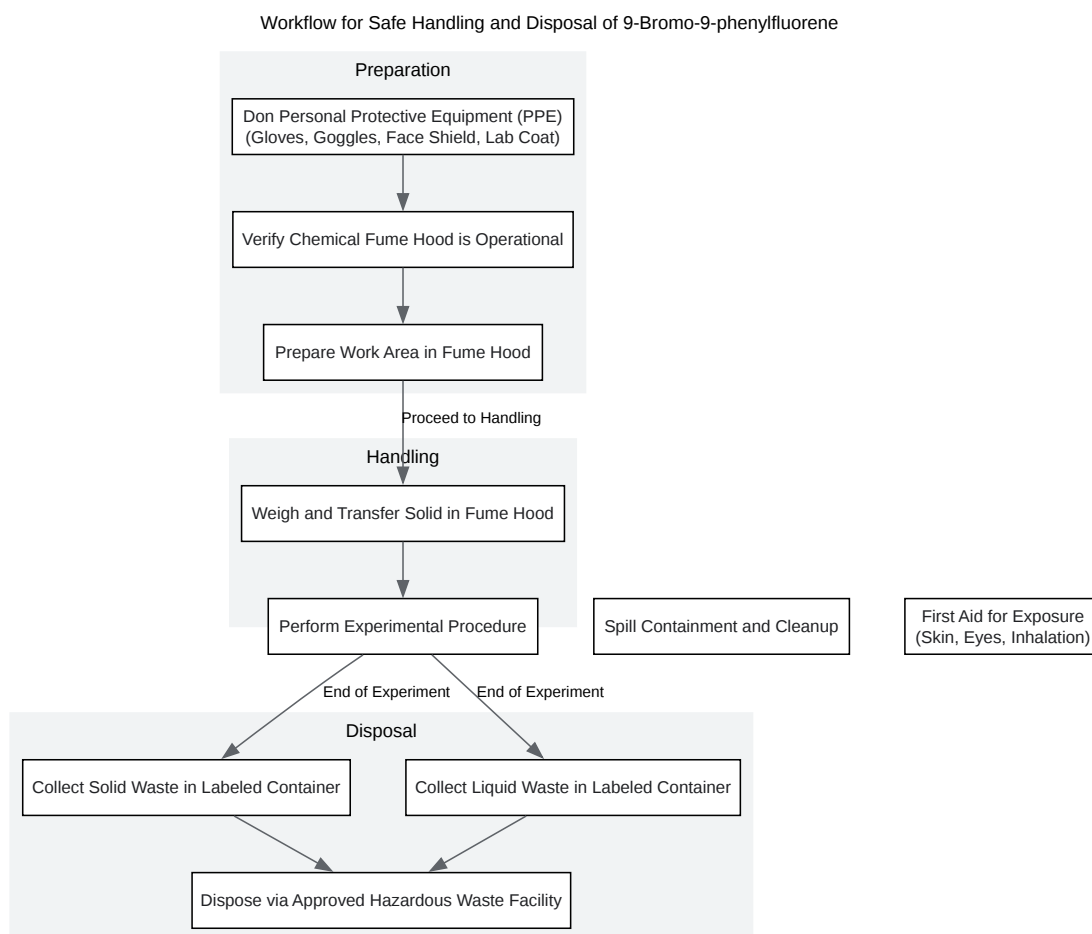 Workflow for Safe Handling and Disposal of 9-Bromo-9-phenylfluorene
Preparation
Don Personal Protective Equipment (PPE)
(Gloves, Goggles, Face Shield, Lab Coat)
Verify Chemical Fume Hood is Operational
Prepare Work Area in Fume Hood
Proceed to Handling
Handling
Weigh and Transfer Solid in Fume Hood
Perform Experimental Procedure
Spill Containment and Cleanup
First Aid for Exposure
(Skin, Eyes, Inhalation)
End of Experiment
End of Experiment
Disposal
Collect Solid Waste in Labeled Container
Collect Liquid Waste in Labeled Container
Dispose via Approved Hazardous Waste Facility